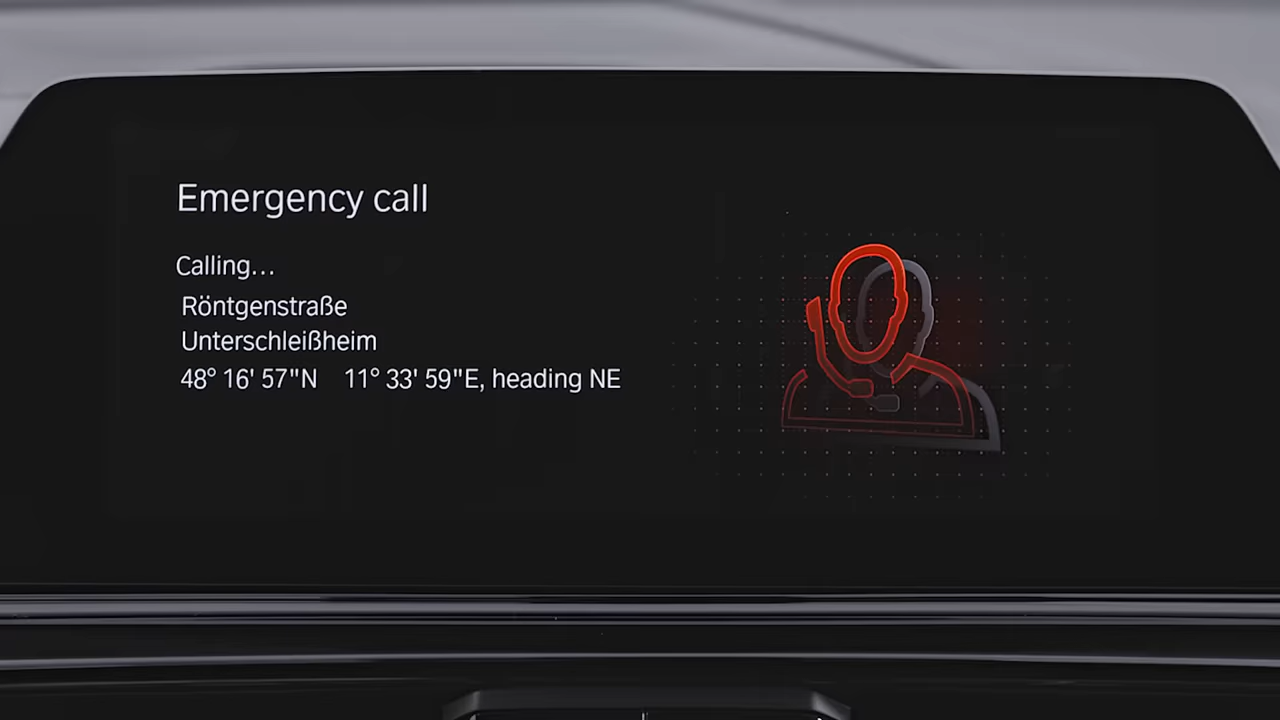 Emergency call
Calling...
Röntgenstraße
Unterschleißheim
48° 16' 57"N 11° 33' 59"E, heading NE